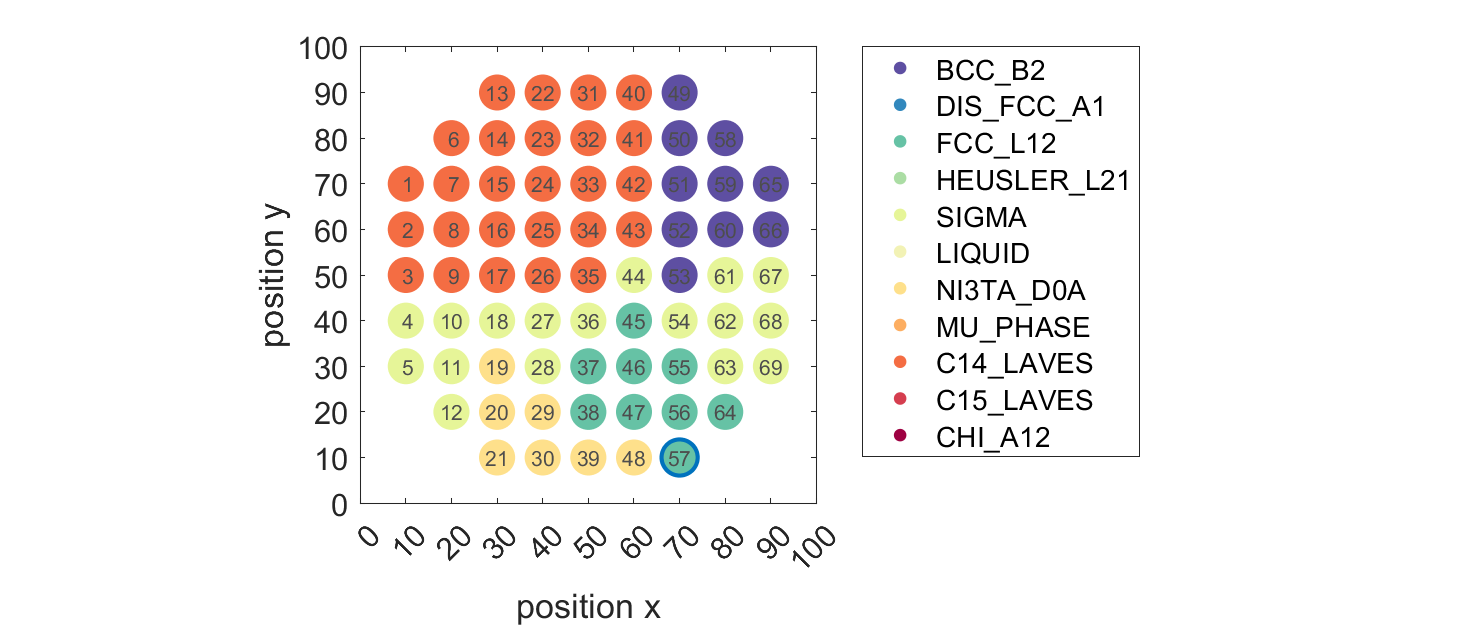 100
90
80
70
60
50
40
30
20
10
0
position y
13 22 31 40 49
6 14 23 32 41 50 58
1 7 15 24 33 42 51 59 65
2 8 16 25 34 43 52 60 66
3 9 17 26 35 44 53 61 67
4 10 18 27 36 45 54 62 68
5 11 19 28 37 46 55 63 69
12 20 29 38 47 56 64
21 30 39 48 57
0 10 20 30 40 50 60 70 80 90 100
position x
BCC_B2
DIS_FCC_A1
FCC_L12
HEUSLER_L21
SIGMA
LIQUID
NI3TA_D0A
MU_PHASE
C14_LAVES
C15_LAVES
CHI_A12